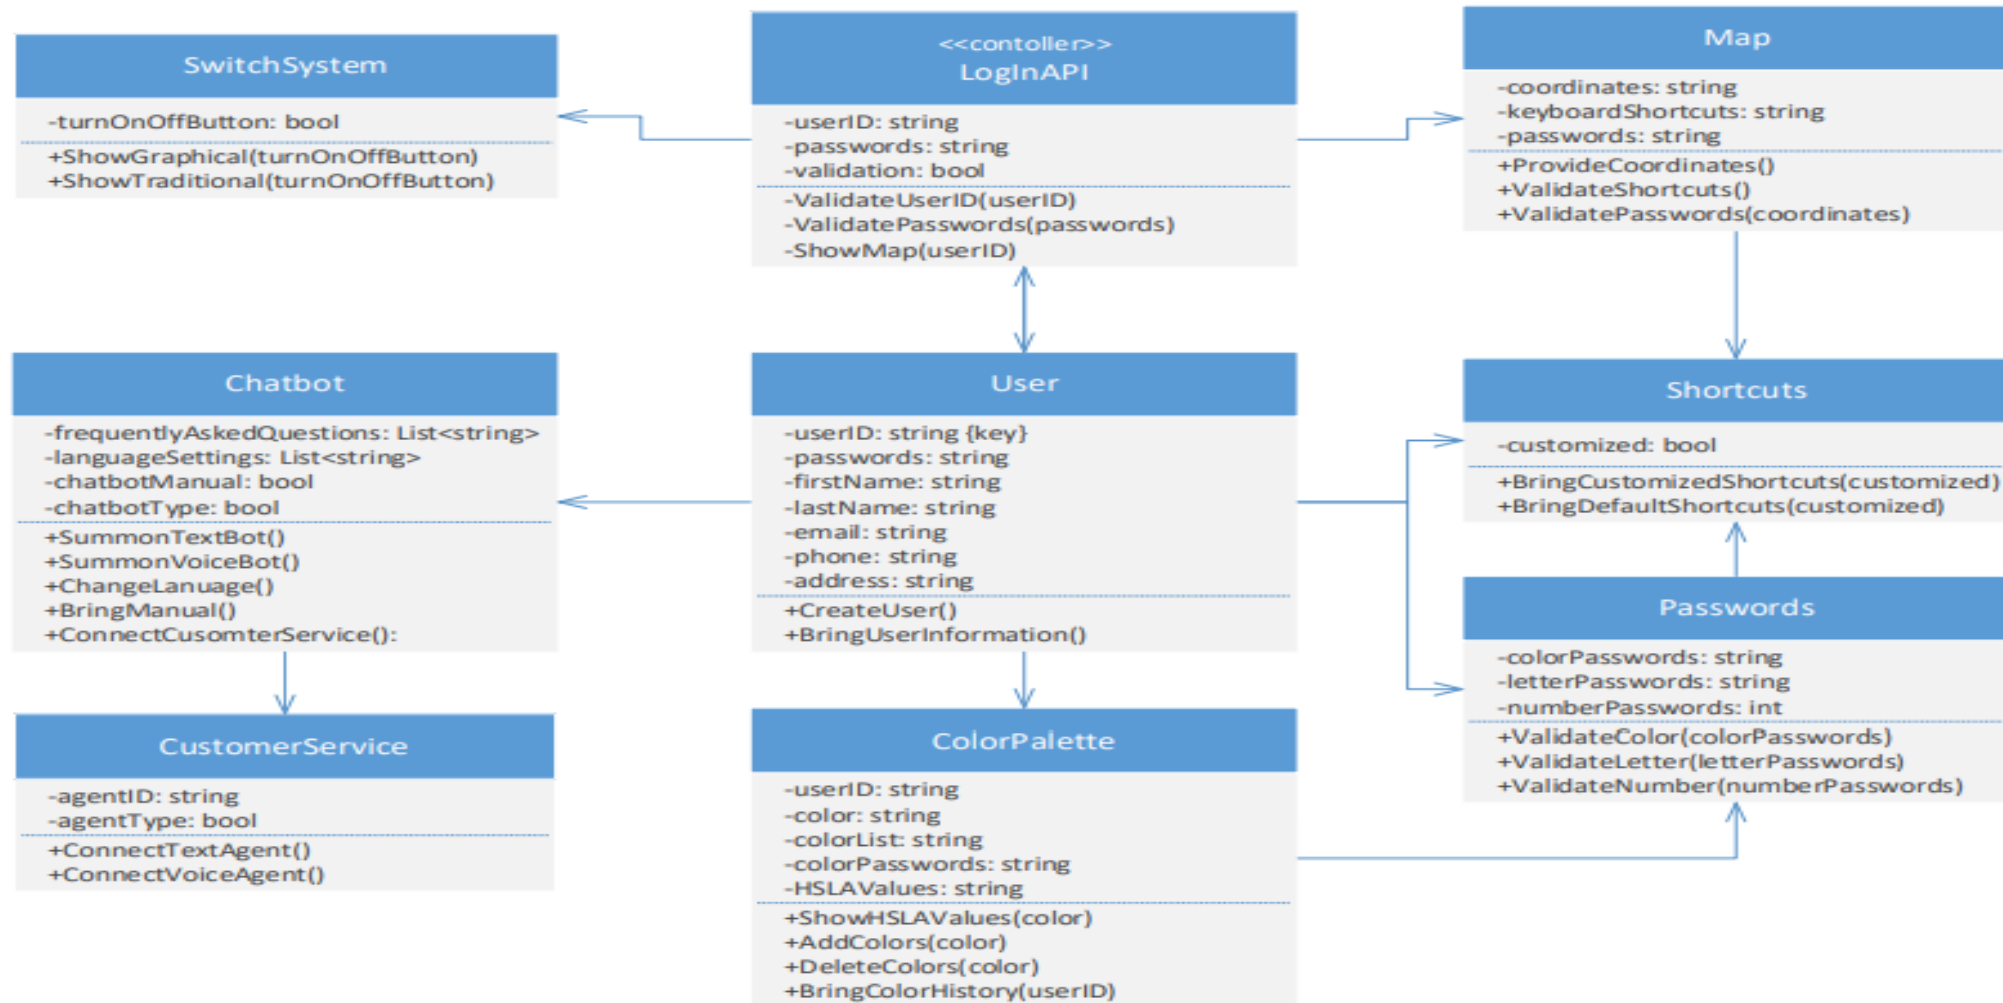 SwitchSystem
-turnOnOffButton: bool
+ShowGraphical(turnOnOffButton)
+ShowTraditional(turnOnOffButton)
<<contoller>>
LogInAPI
-userID: string
-passwords: string
-validation: bool
-ValidateUserID(userID)
-ValidatePasswords(passwords)
-ShowMap(userID)
Map
-coordinates: string
-keyboardShortcuts: string
-passwords: string
+ProvideCoordinates()
+ValidateShortcuts()
+ValidatePasswords(coordinates)
Chatbot
-frequentlyAskedQuestions: List<string>
-languageSettings: List<string>
-chatbotManual: bool
-chatbotType: bool
+SummonTextBot()
+SummonVoiceBot()
+ChangeLanuage()
+BringManual()
+ConnectCusomterService():
User
-userID: string {key}
-passwords: string
-firstName: string
-lastName: string
-email: string
-phone: string
-address: string
+CreateUser()
+BringUserInformation()
Shortcuts
-customized: bool
+BringCustomizedShortcuts(customized)
+BringDefaultShortcuts(customized)
Passwords
-colorPasswords: string
-letterPasswords: string
-numberPasswords: int
+ValidateColor(colorPasswords)
+ValidateLetter(letterPasswords)
+ValidateNumber(numberPasswords)
CustomerService
-agentID: string
-agentType: bool
+ConnectTextAgent()
+ConnectVoiceAgent()
ColorPalette
-userID: string
-color: string
-colorList: string
-colorPasswords: string
-HSLAValues: string
+ShowHSLAValues(color)
+AddColors(color)
+DeleteColors(color)
+BringColorHistory(userID)